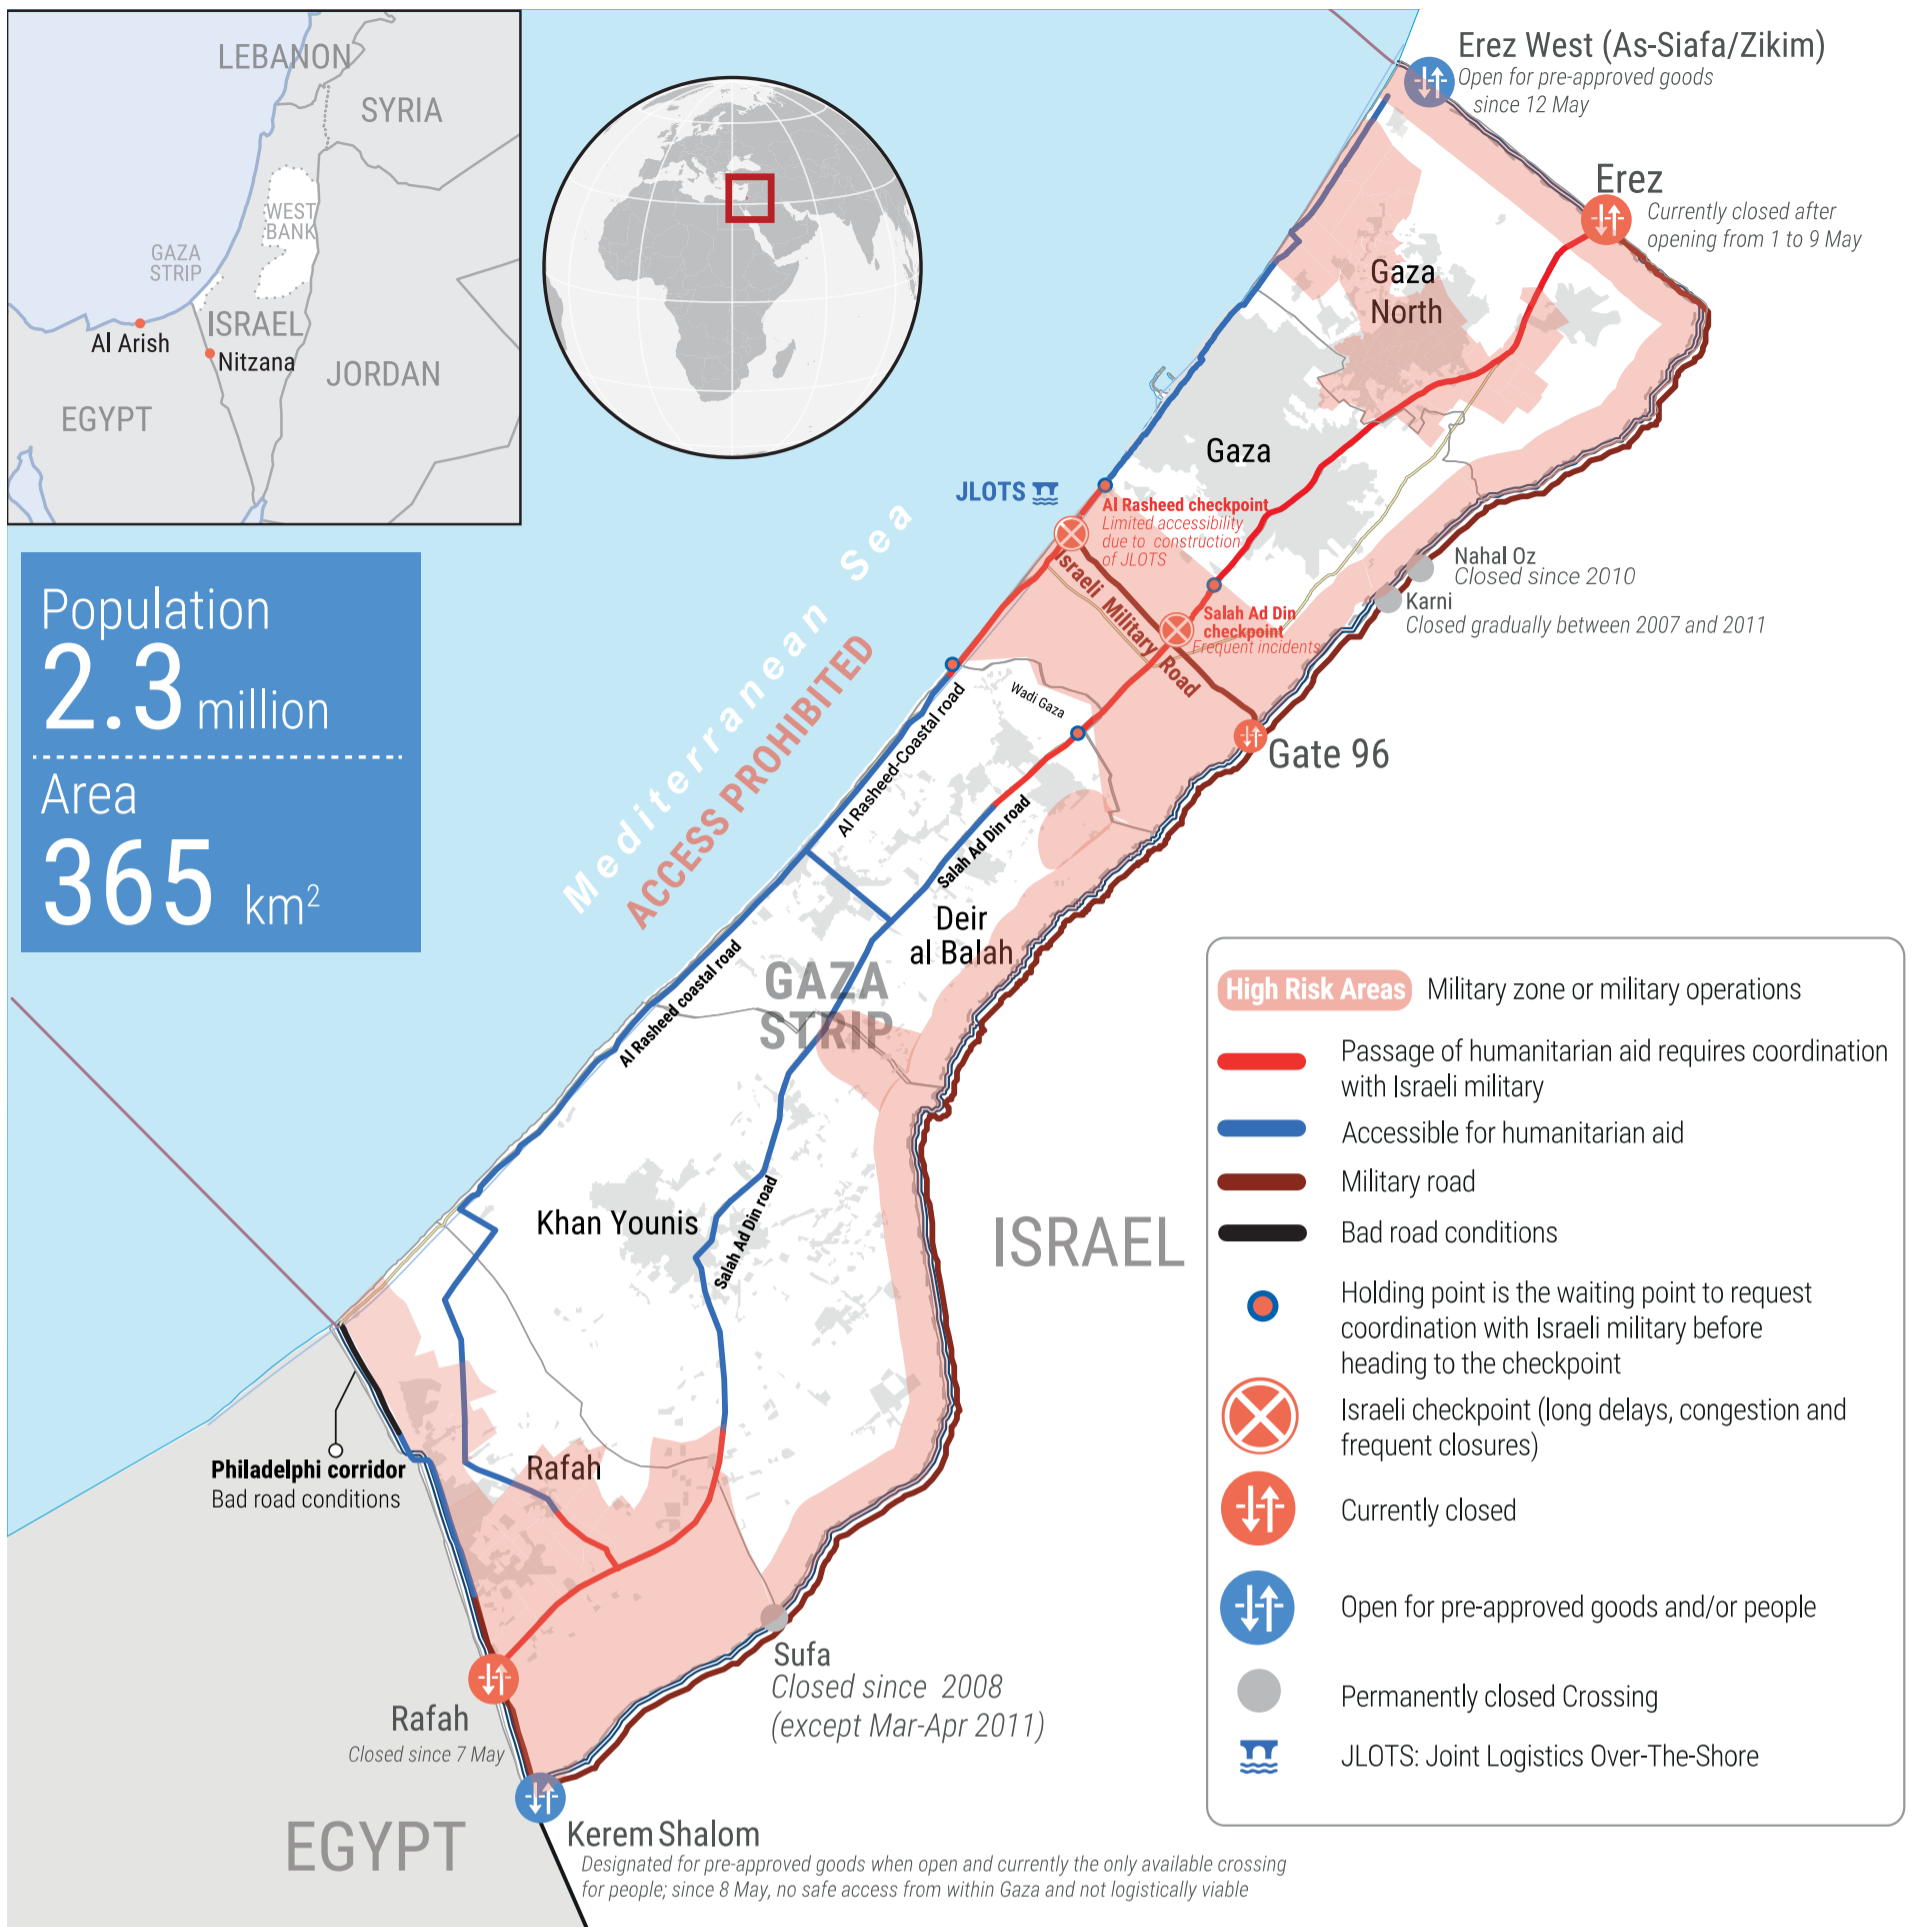 LEBANON
SYRIA
WEST
BANK
GAZA
STRIP
ISRAEL
Al Arish
Nitzana
JORDAN
EGYPT
Population
2.3 million
Area
365 km²
Erez West (As-Siafa/Zikim)
Open for pre-approved goods
since 12 May
Erez
Currently closed after
opening from 1 to 9 May
Gaza
North
Gaza
JLOTS
Al Rasheed checkpoint
Limited accessibility
due to construction
of JLOTS
Israeli Military Road
Salah Ad Din
checkpoint
Frequent incidents
Nahal Oz
Closed since 2010
Karni
Closed gradually between 2007 and 2011
Gate 96
Mediterranean Sea
ACCESS PROHIBITED
Wadi Gaza
Al Rasheed-Coastal road
Salah Ad Din road
Deir
al Balah
GAZA
STRIP
Al Rasheed coastal road
Khan Younis
Salah Ad Din road
ISRAEL
Philadelphi corridor
Bad road conditions
Rafah
Sufa
Closed since 2008
(except Mar-Apr 2011)
Rafah
Closed since 7 May
EGYPT
Kerem Shalom
Designated for pre-approved goods when open and currently the only available crossing
for people; since 8 May, no safe access from within Gaza and not logistically viable
High Risk Areas Military zone or military operations
Passage of humanitarian aid requires coordination
with Israeli military
Accessible for humanitarian aid
Military road
Bad road conditions
Holding point is the waiting point to request
coordination with Israeli military before
heading to the checkpoint
Israeli checkpoint (long delays, congestion and
frequent closures)
Currently closed
Open for pre-approved goods and/or people
Permanently closed Crossing
JLOTS: Joint Logistics Over-The-Shore